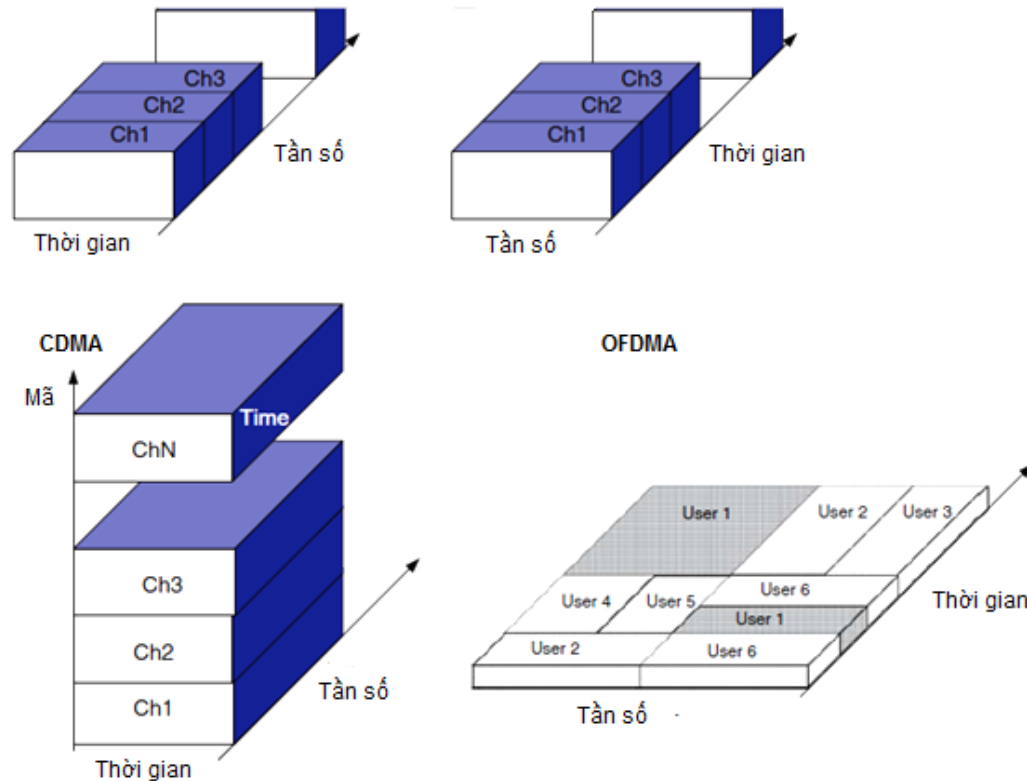 Ch3
Ch2
Ch1
Tần số
Thời gian
Ch3
Ch2
Ch1
Thời gian
Tần số
CDMA
Mã
Time
ChN
Ch3
Ch2
Ch1
Tần số
Thời gian
OFDMA
User 1
User 2
User 3
User 4
User 5
User 6
User 1
User 2
User 6
Thời gian
Tần số